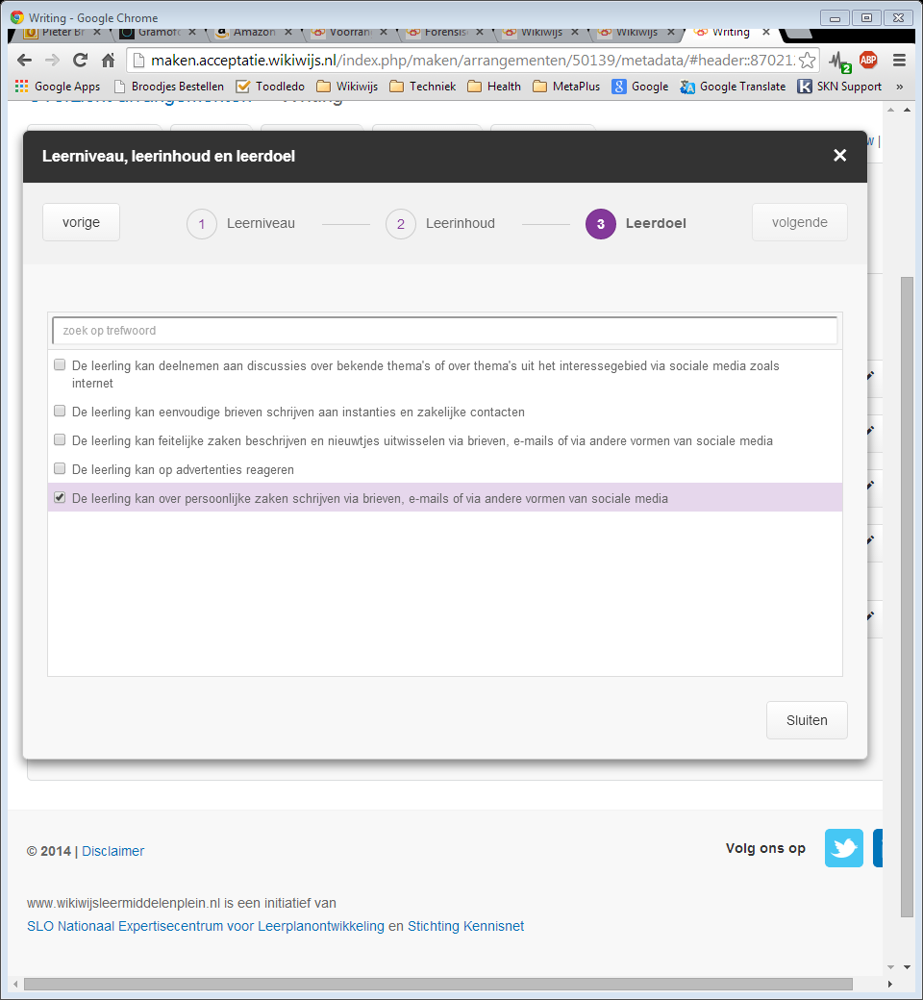 Writing - Google Chrome
Pieter Br
Gramofo
Amazon
Voorran
Forensis
Wikiwijs
Wikiwijs
Writing
maken.acceptatie.wikiwijs.nl/index.php/maken/arrangementen/50139/metadata/#header::87021
2
ABP
Google Apps
Broodjes Bestellen
Toodledo
Wikiwijs
Techniek
Health
MetaPlus
Google
Google Translate
SKN Support
»
Leerniveau, leerinhoud en leerdoel
vorige
1 Leerniveau
2 Leerinhoud
3 Leerdoel
volgende
zoek op trefwoord
De leerling kan deelnemen aan discussies over bekende thema's of over thema's uit het interessegebied via sociale media zoals
internet
De leerling kan eenvoudige brieven schrijven aan instanties en zakelijke contacten
De leerling kan feitelijke zaken beschrijven en nieuwtjes uitwisselen via brieven, e-mails of via andere vormen van sociale media
De leerling kan op advertenties reageren
De leerling kan over persoonlijke zaken schrijven via brieven, e-mails of via andere vormen van sociale media
Sluiten
© 2014 | Disclaimer
Volg ons op
www.wikiwijsleermiddelenplein.nl is een initiatief van
SLO Nationaal Expertisecentrum voor Leerplanontwikkeling en Stichting Kennisnet